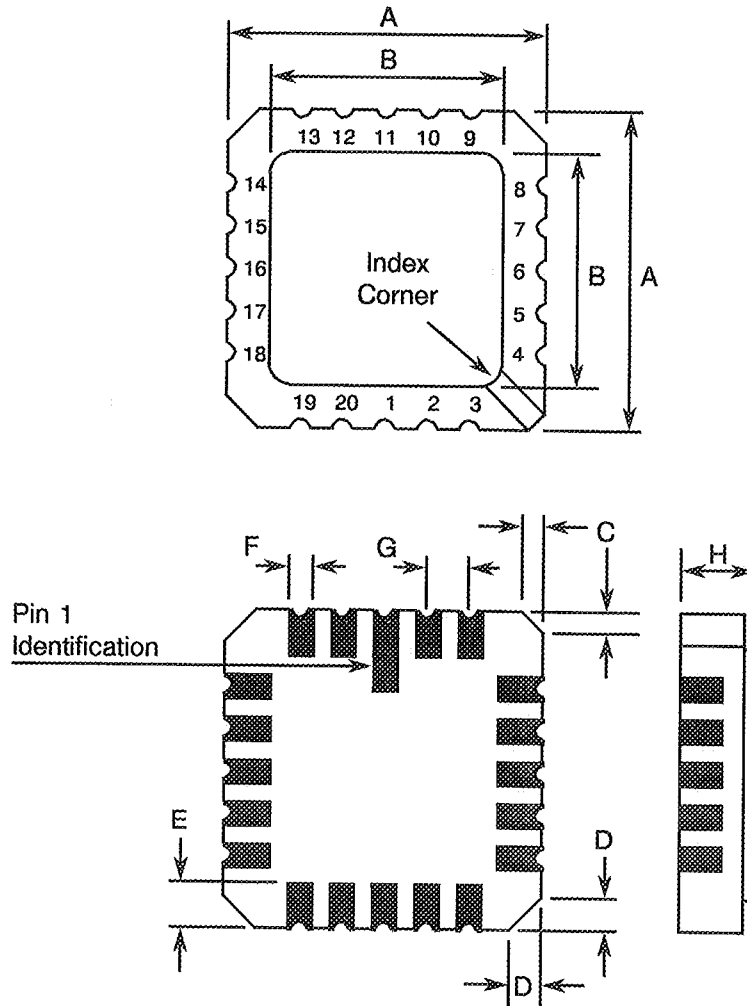 A
B
13 12 11 10 9
14 8
15 7
16 6
17 5
18 4
Index
Corner
B A
19 20 1 2 3
F G C H
Pin 1
Identification
E D
D